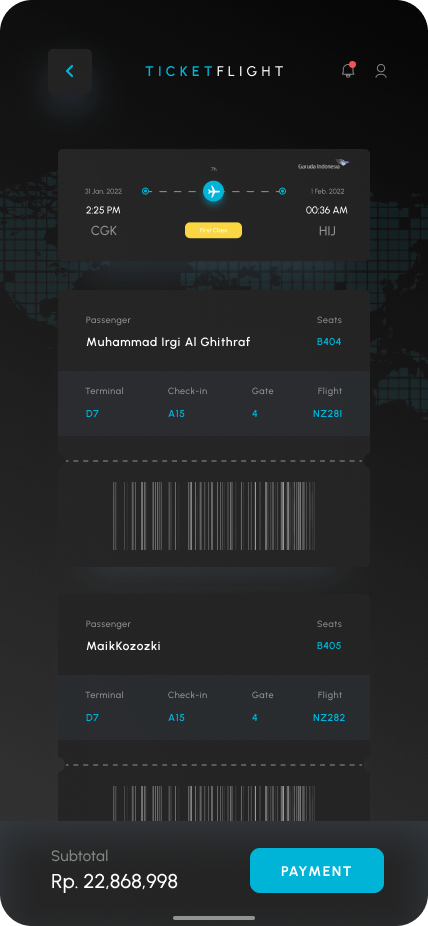 TICKETFLIGHT
7h
Garuda Indonesia
31 Jan. 2022
1 Feb. 2022
2:25 PM
00:36 AM
CGK
First Class
HIJ
Passenger
Seats
Muhammad Irgi Al Ghithraf
B404
Terminal
Check-in
Gate
Flight
D7
A15
4
NZ281
Passenger
Seats
MaikKozozki
B405
Terminal
Check-in
Gate
Flight
D7
A15
4
NZ282
Subtotal
Rp. 22,868,998
PAYMENT